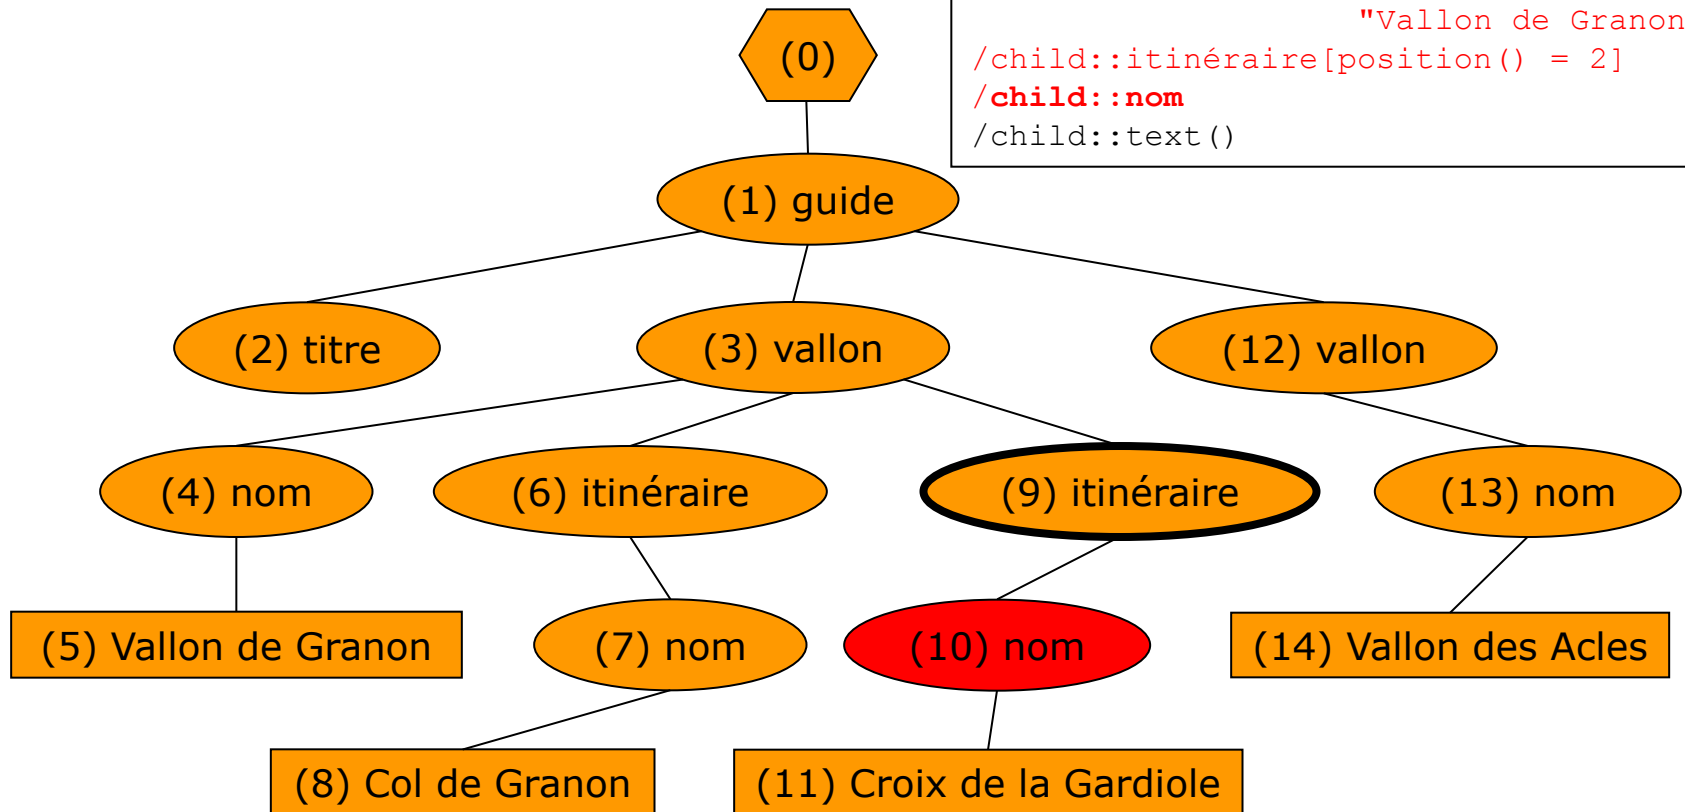 "Vallon de Granon
/child::itinéraire[position() = 2]
/child::nom
/child::text()
(0)
(1) guide
(2) titre
(3) vallon
(12) vallon
(4) nom
(6) itinéraire
(9) itinéraire
(13) nom
(5) Vallon de Granon
(7) nom
(10) nom
(14) Vallon des Acles
(8) Col de Granon
(11) Croix de la Gardiole